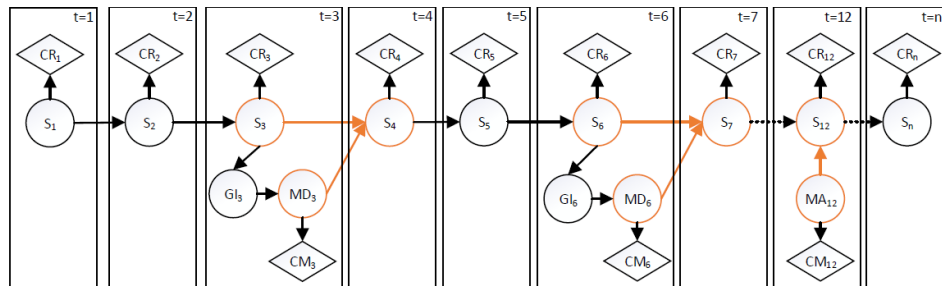 t=1 t=2 t=3 t=4 t=5 t=6 t=7 t=12 t=n
CR₁ CR₂ CR₃ CR₄ CR₅ CR₆ CR₇ CR₁₂ CRₙ
S₁ S₂ S₃ S₄ S₅ S₆ S₇ S₁₂ Sₙ
GI₃ MD₃ GI₆ MD₆ MA₁₂
CM₃ CM₆ CM₁₂